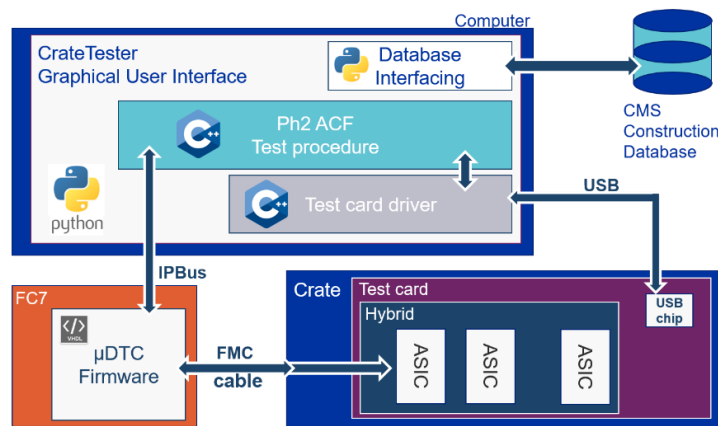 Computer
CrateTester
Graphical User Interface
Database
Interfacing
CMS
Construction
Database
C++
Ph2 ACF
Test procedure
C++
Test card driver
python
USB
IPBus
FC7
</>
VHDL
µDTC
Firmware
FMC
cable
Crate
Test card
USB
chip
Hybrid
ASIC
ASIC
ASIC